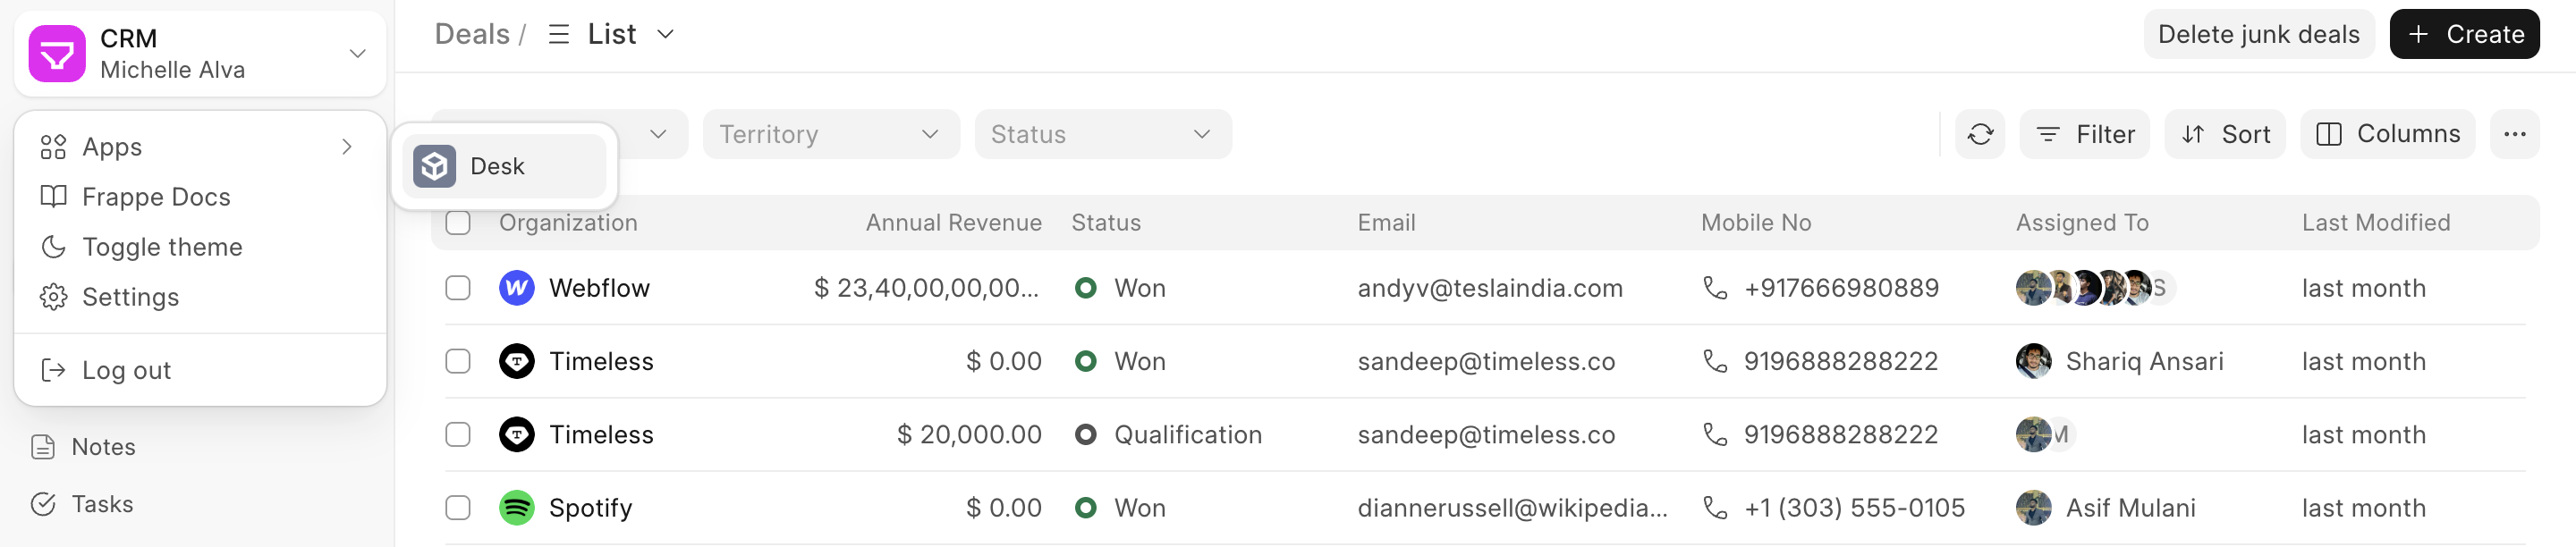 CRM
Michelle Alva
Apps
Frappe Docs
Toggle theme
Settings
Log out
Notes
Tasks
Desk
Deals / List
Delete junk deals
+ Create
Territory
Status
Filter
Sort
Columns
Organization Annual Revenue Status Email Mobile No Assigned To Last Modified
Webflow $ 23,40,00,00,00... Won andyv@teslaindia.com +917666980889 S last month
Timeless $ 0.00 Won sandeep@timeless.co 9196888288222 Shariq Ansari last month
Timeless $ 20,000.00 Qualification sandeep@timeless.co 9196888288222 M last month
Spotify $ 0.00 Won diannerussell@wikipedia... +1 (303) 555-0105 Asif Mulani last month